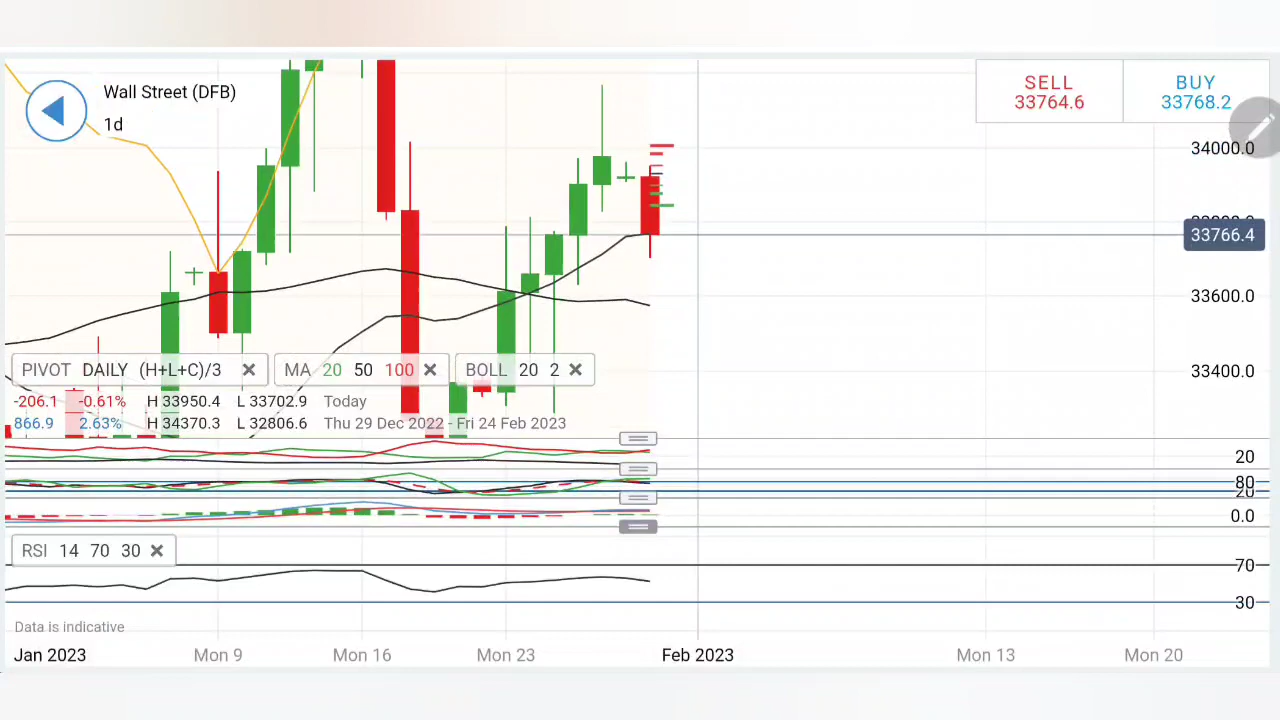 Wall Street (DFB)
1d
SELL
33764.6
BUY
33768.2
34000.0
33766.4
33600.0
33400.0
PIVOT DAILY (H+L+C)/3
MA 20 50 100
BOLL 20 2
-206.1 -0.61% H 33950.4 L 33702.9 Today
866.9 2.63% H 34370.3 L 32806.6 Thu 29 Dec 2022 - Fri 24 Feb 2023
20
80
20
0.0
RSI 14 70 30
70
30
Data is indicative
Jan 2023 Mon 9 Mon 16 Mon 23 Feb 2023 Mon 13 Mon 20